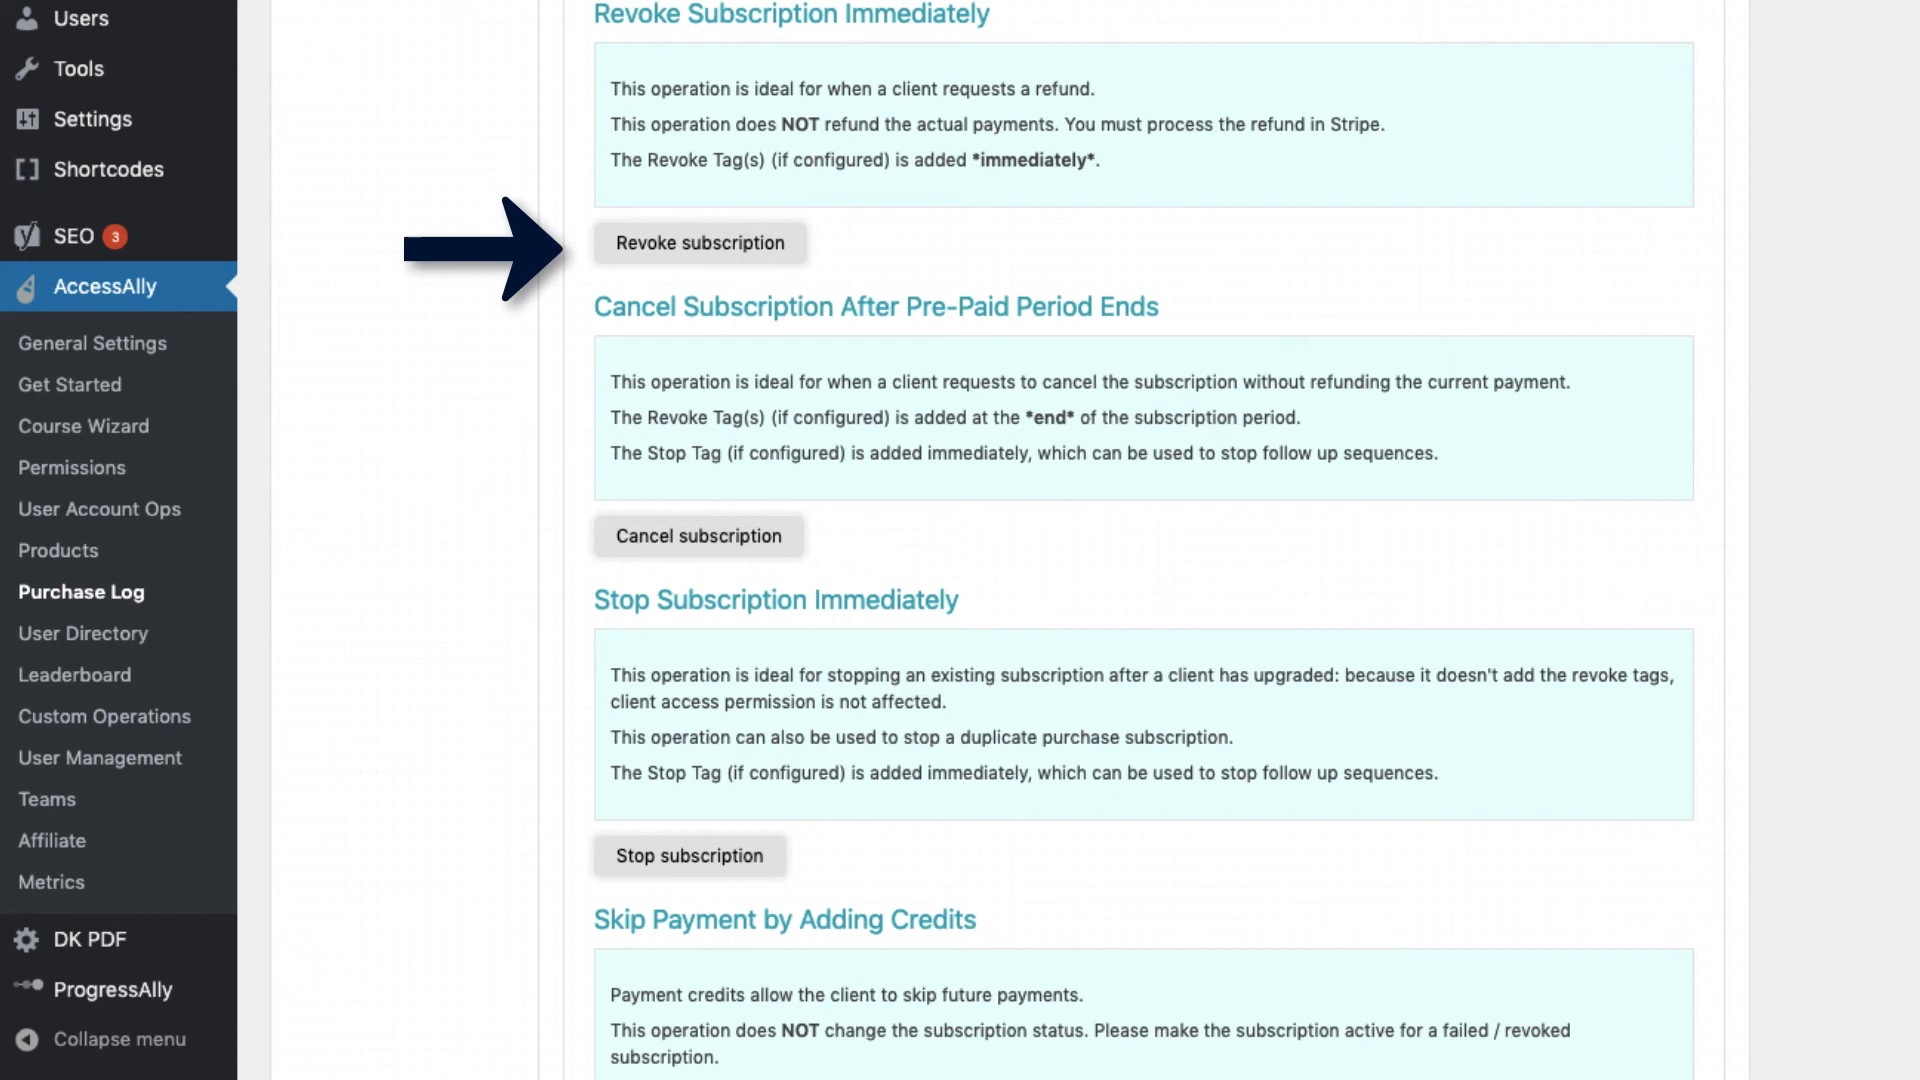 Users
Tools
Settings
Shortcodes
SEO 3
AccessAlly
General Settings
Get Started
Course Wizard
Permissions
User Account Ops
Products
Purchase Log
User Directory
Leaderboard
Custom Operations
User Management
Teams
Affiliate
Metrics
DK PDF
ProgressAlly
Collapse menu
Revoke Subscription Immediately
This operation is ideal for when a client requests a refund.
This operation does NOT refund the actual payments. You must process the refund in Stripe.
The Revoke Tag(s) (if configured) is added *immediately*.
Revoke subscription
Cancel Subscription After Pre-Paid Period Ends
This operation is ideal for when a client requests to cancel the subscription without refunding the current payment.
The Revoke Tag(s) (if configured) is added at the *end* of the subscription period.
The Stop Tag (if configured) is added immediately, which can be used to stop follow up sequences.
Cancel subscription
Stop Subscription Immediately
This operation is ideal for stopping an existing subscription after a client has upgraded: because it doesn't add the revoke tags,
client access permission is not affected.
This operation can also be used to stop a duplicate purchase subscription.
The Stop Tag (if configured) is added immediately, which can be used to stop follow up sequences.
Stop subscription
Skip Payment by Adding Credits
Payment credits allow the client to skip future payments.
This operation does NOT change the subscription status. Please make the subscription active for a failed / revoked
subscription.